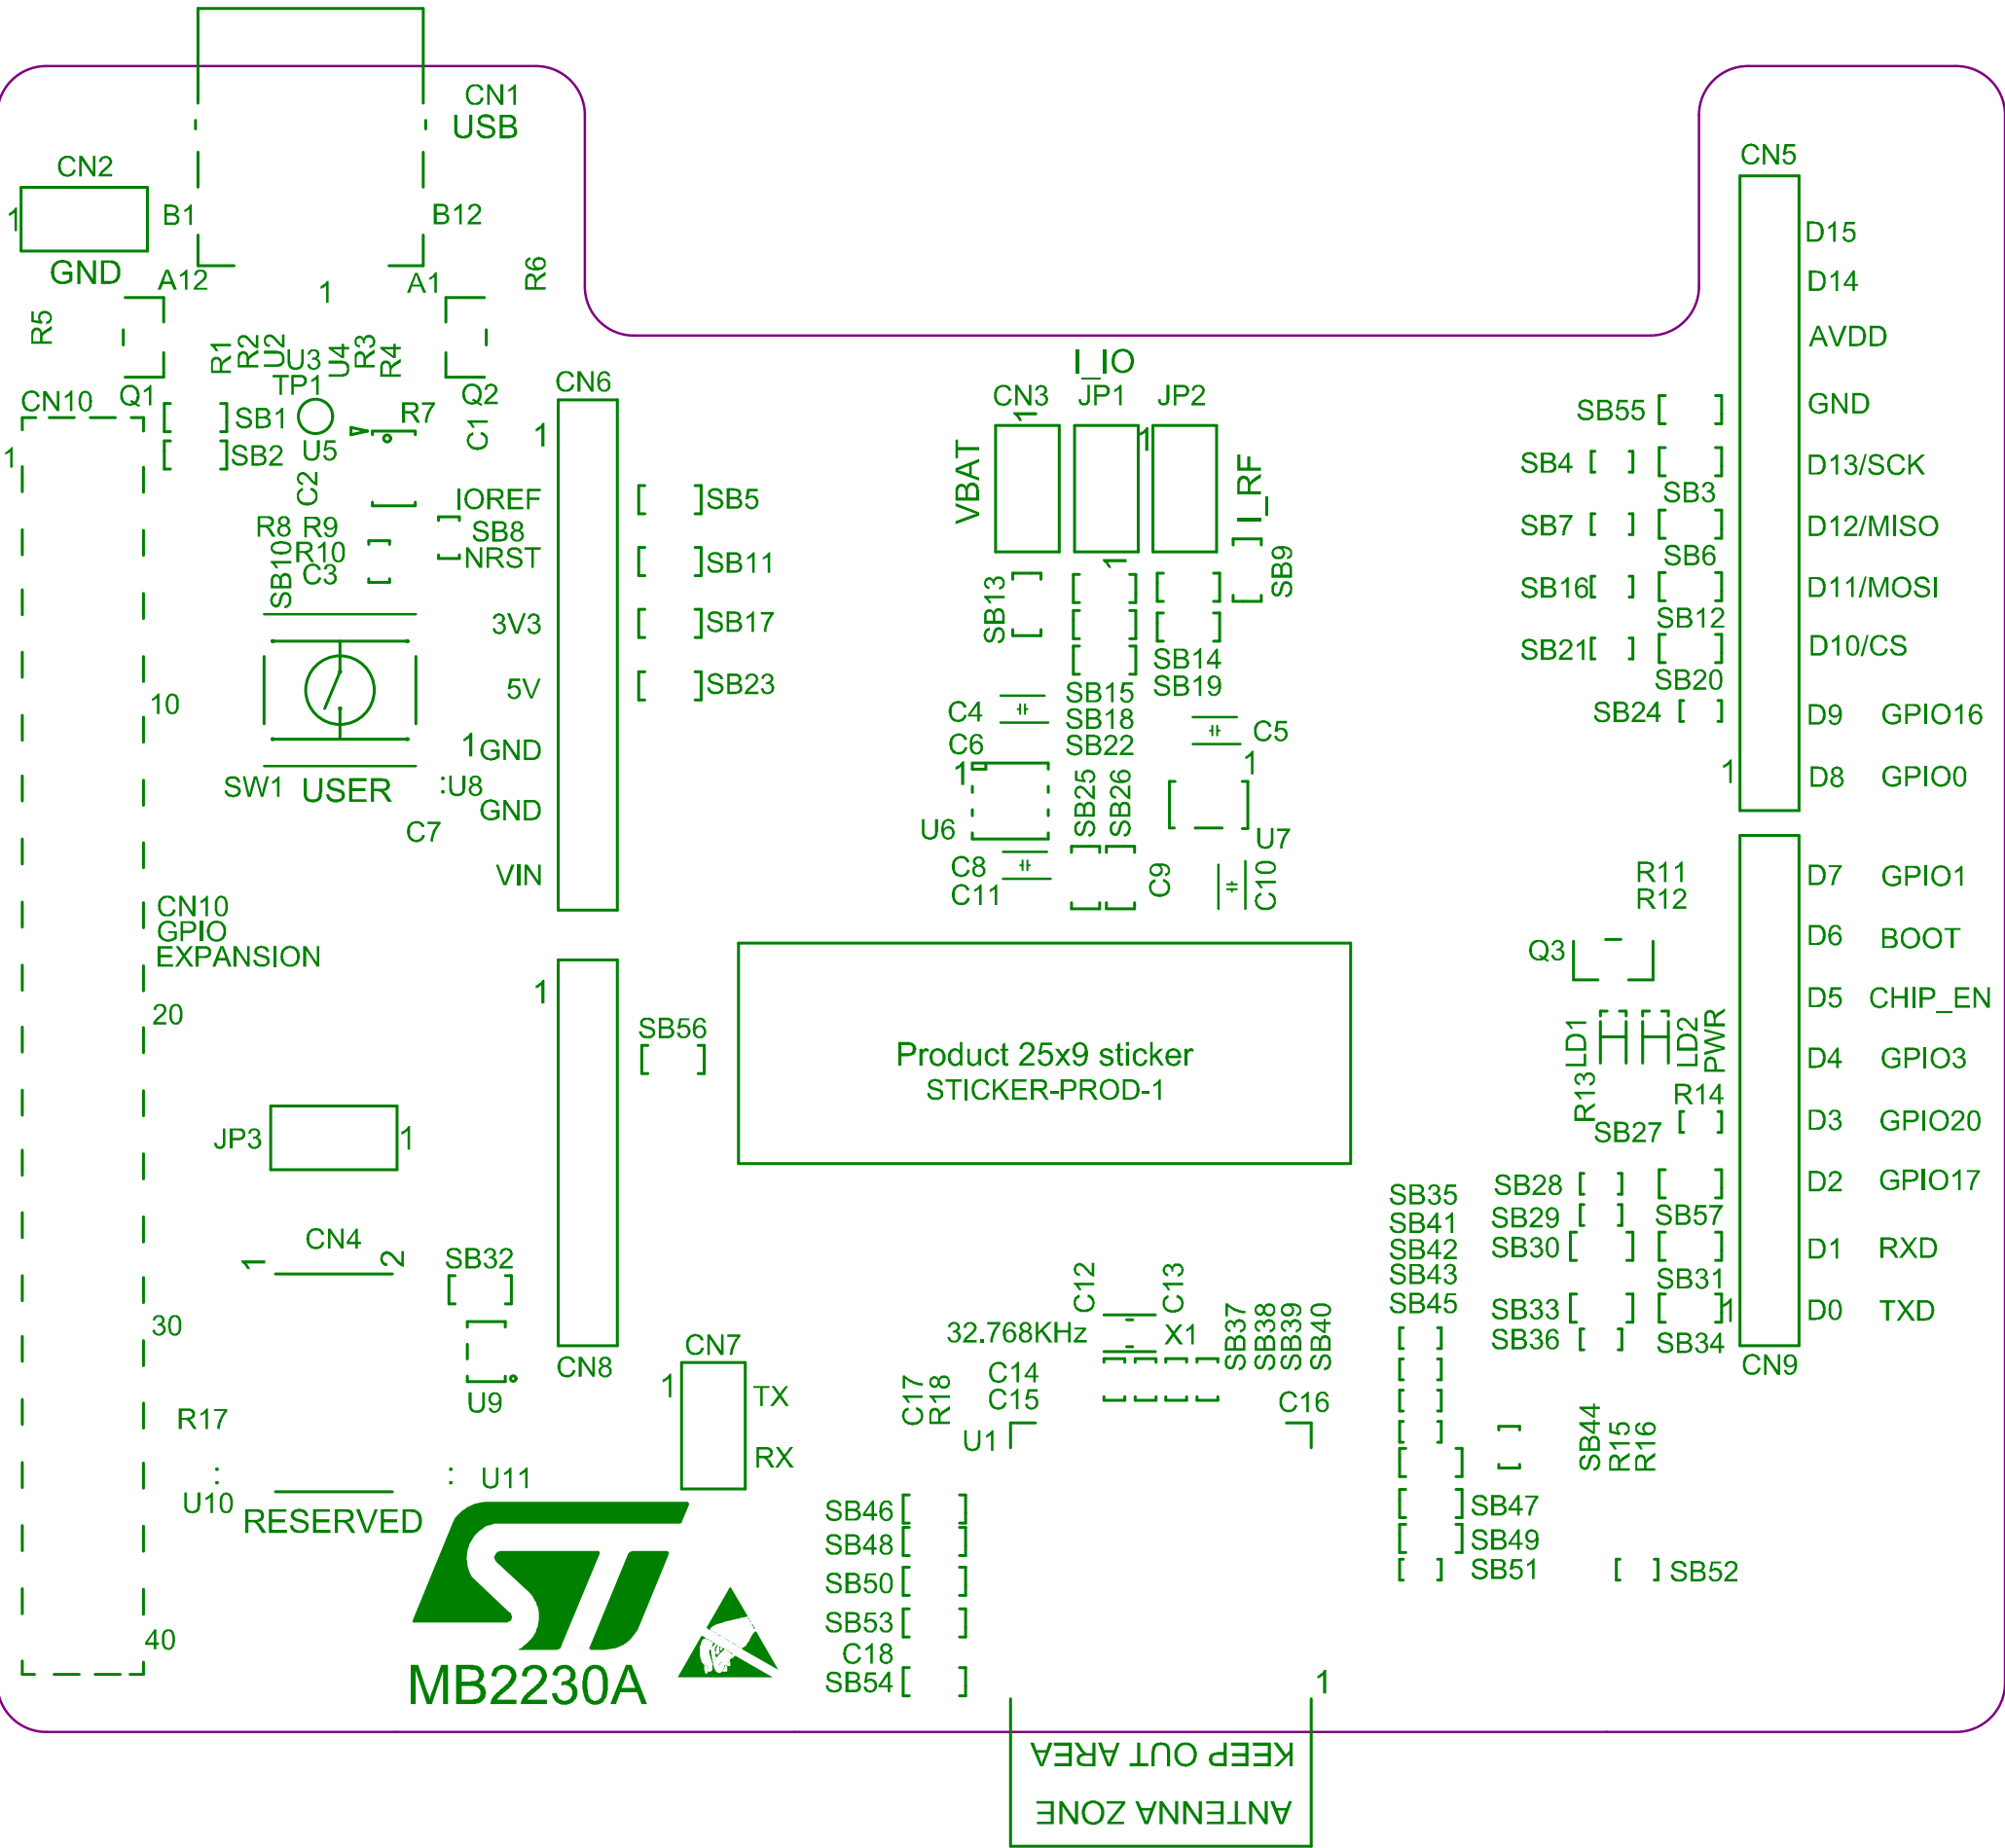 CN1
USB
CN2
1
B1
B12
GND
A12
1
A1
R6
R5
R1
R2
U2
U3
U4
R3
R4
TP1
CN10
Q1
SB1
R7
Q2
C1
1
SB2
U5
C2
IOREF
R8 R9
SB8
R10
NRST
SB10
C3
3V3
5V
10
1
GND
SW1
USER
U8
GND
C7
VIN
CN10
GPIO
EXPANSION
CN6
1
SB5
SB11
SB17
SB23
I_IO
CN3
JP1
JP2
1
1
VBAT
I_RF
1
SB9
SB13
SB14
SB19
SB15
SB18
SB22
C4
C6
C5
1
1
SB25
SB26
U6
U7
C8
C11
C9
C10
CN5
D15
D14
AVDD
GND
SB55
D13/SCK
SB4
SB3
D12/MISO
SB7
SB6
D11/MOSI
SB16
SB12
D10/CS
SB21
SB20
SB24
D9 GPIO16
1
D8 GPIO0
R11
R12
D7 GPIO1
Q3
D6 BOOT
D5 CHIP_EN
LD1
LD2
PWR
D4 GPIO3
R13
R14
SB27
D3 GPIO20
SB28
D2 GPIO17
SB29
SB57
SB30
D1 RXD
SB31
SB33
1
D0 TXD
SB36
SB34
CN9
1
20
SB56
Product 25x9 sticker
STICKER-PROD-1
JP3
1
CN4
1
2
SB32
30
CN8
U9
CN7
1
TX
RX
R17
U10
U11
RESERVED
40
MB2230A
SB35
SB41
SB42
SB43
SB45
C12
C13
32.768KHz
X1
SB37
SB38
SB39
SB40
C14
C15
C17
R18
C16
U1
SB44
R15
R16
SB46
SB48
SB50
SB53
C18
SB54
SB47
SB49
SB51
SB52
1
KEEP OUT AREA
ANTENNA ZONE